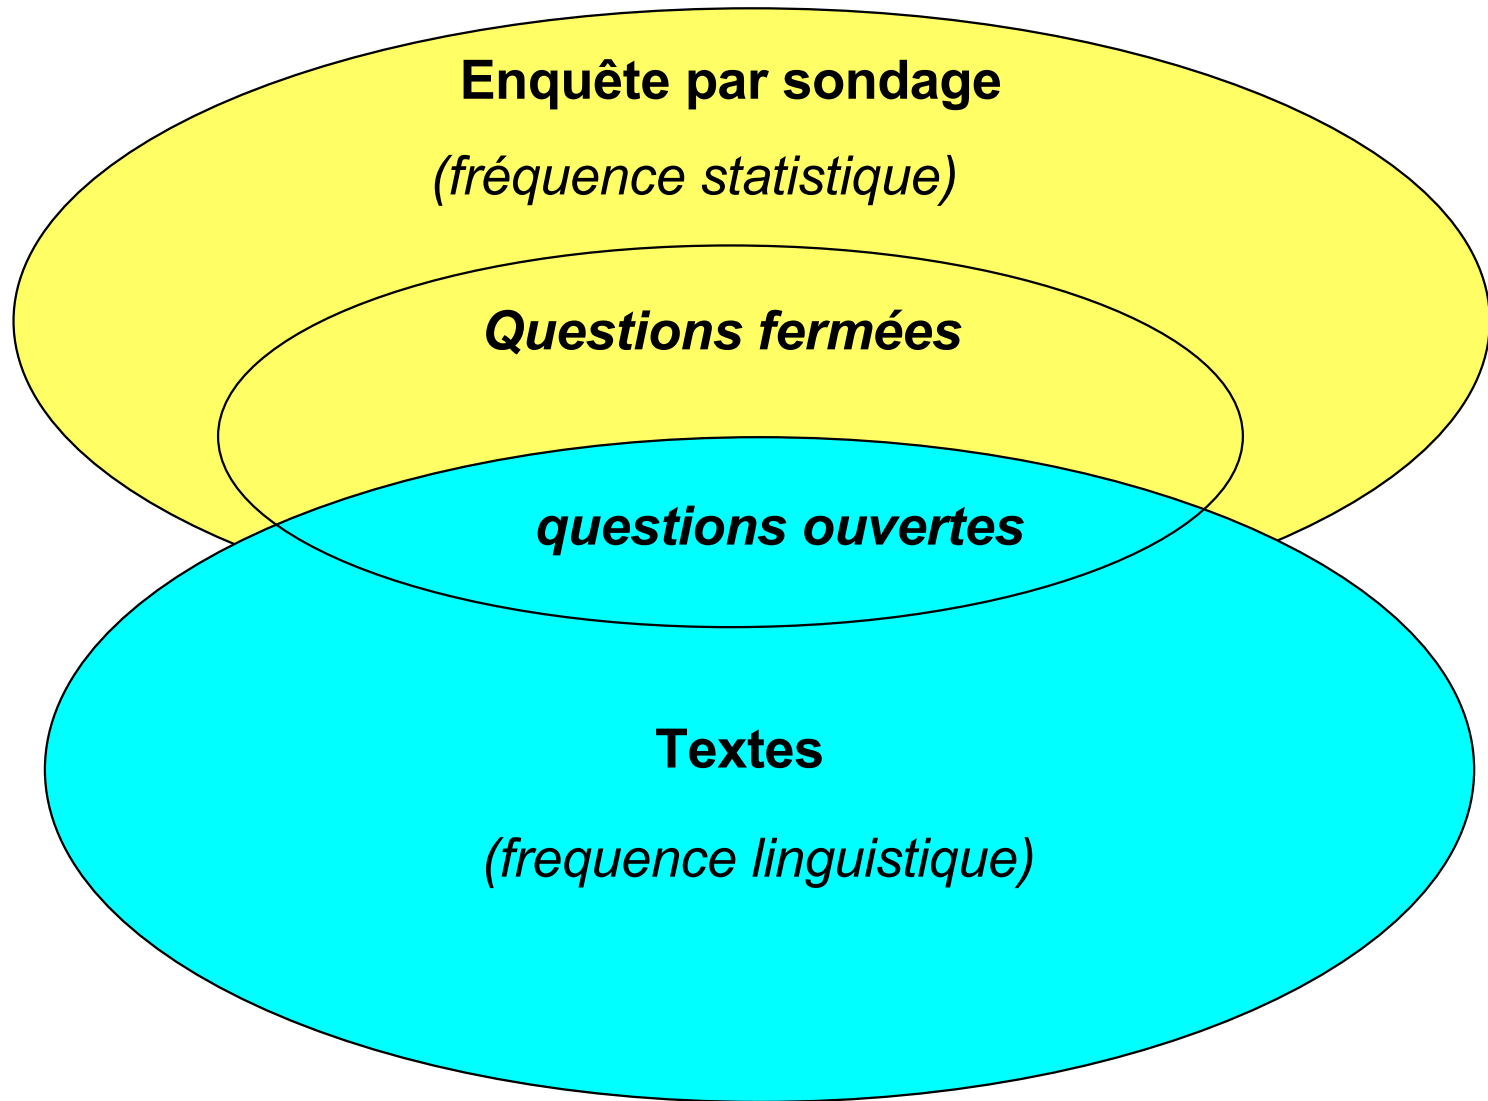 Enquête par sondage
(fréquence statistique)
Questions fermées
questions ouvertes
Textes
(frequence linguistique)